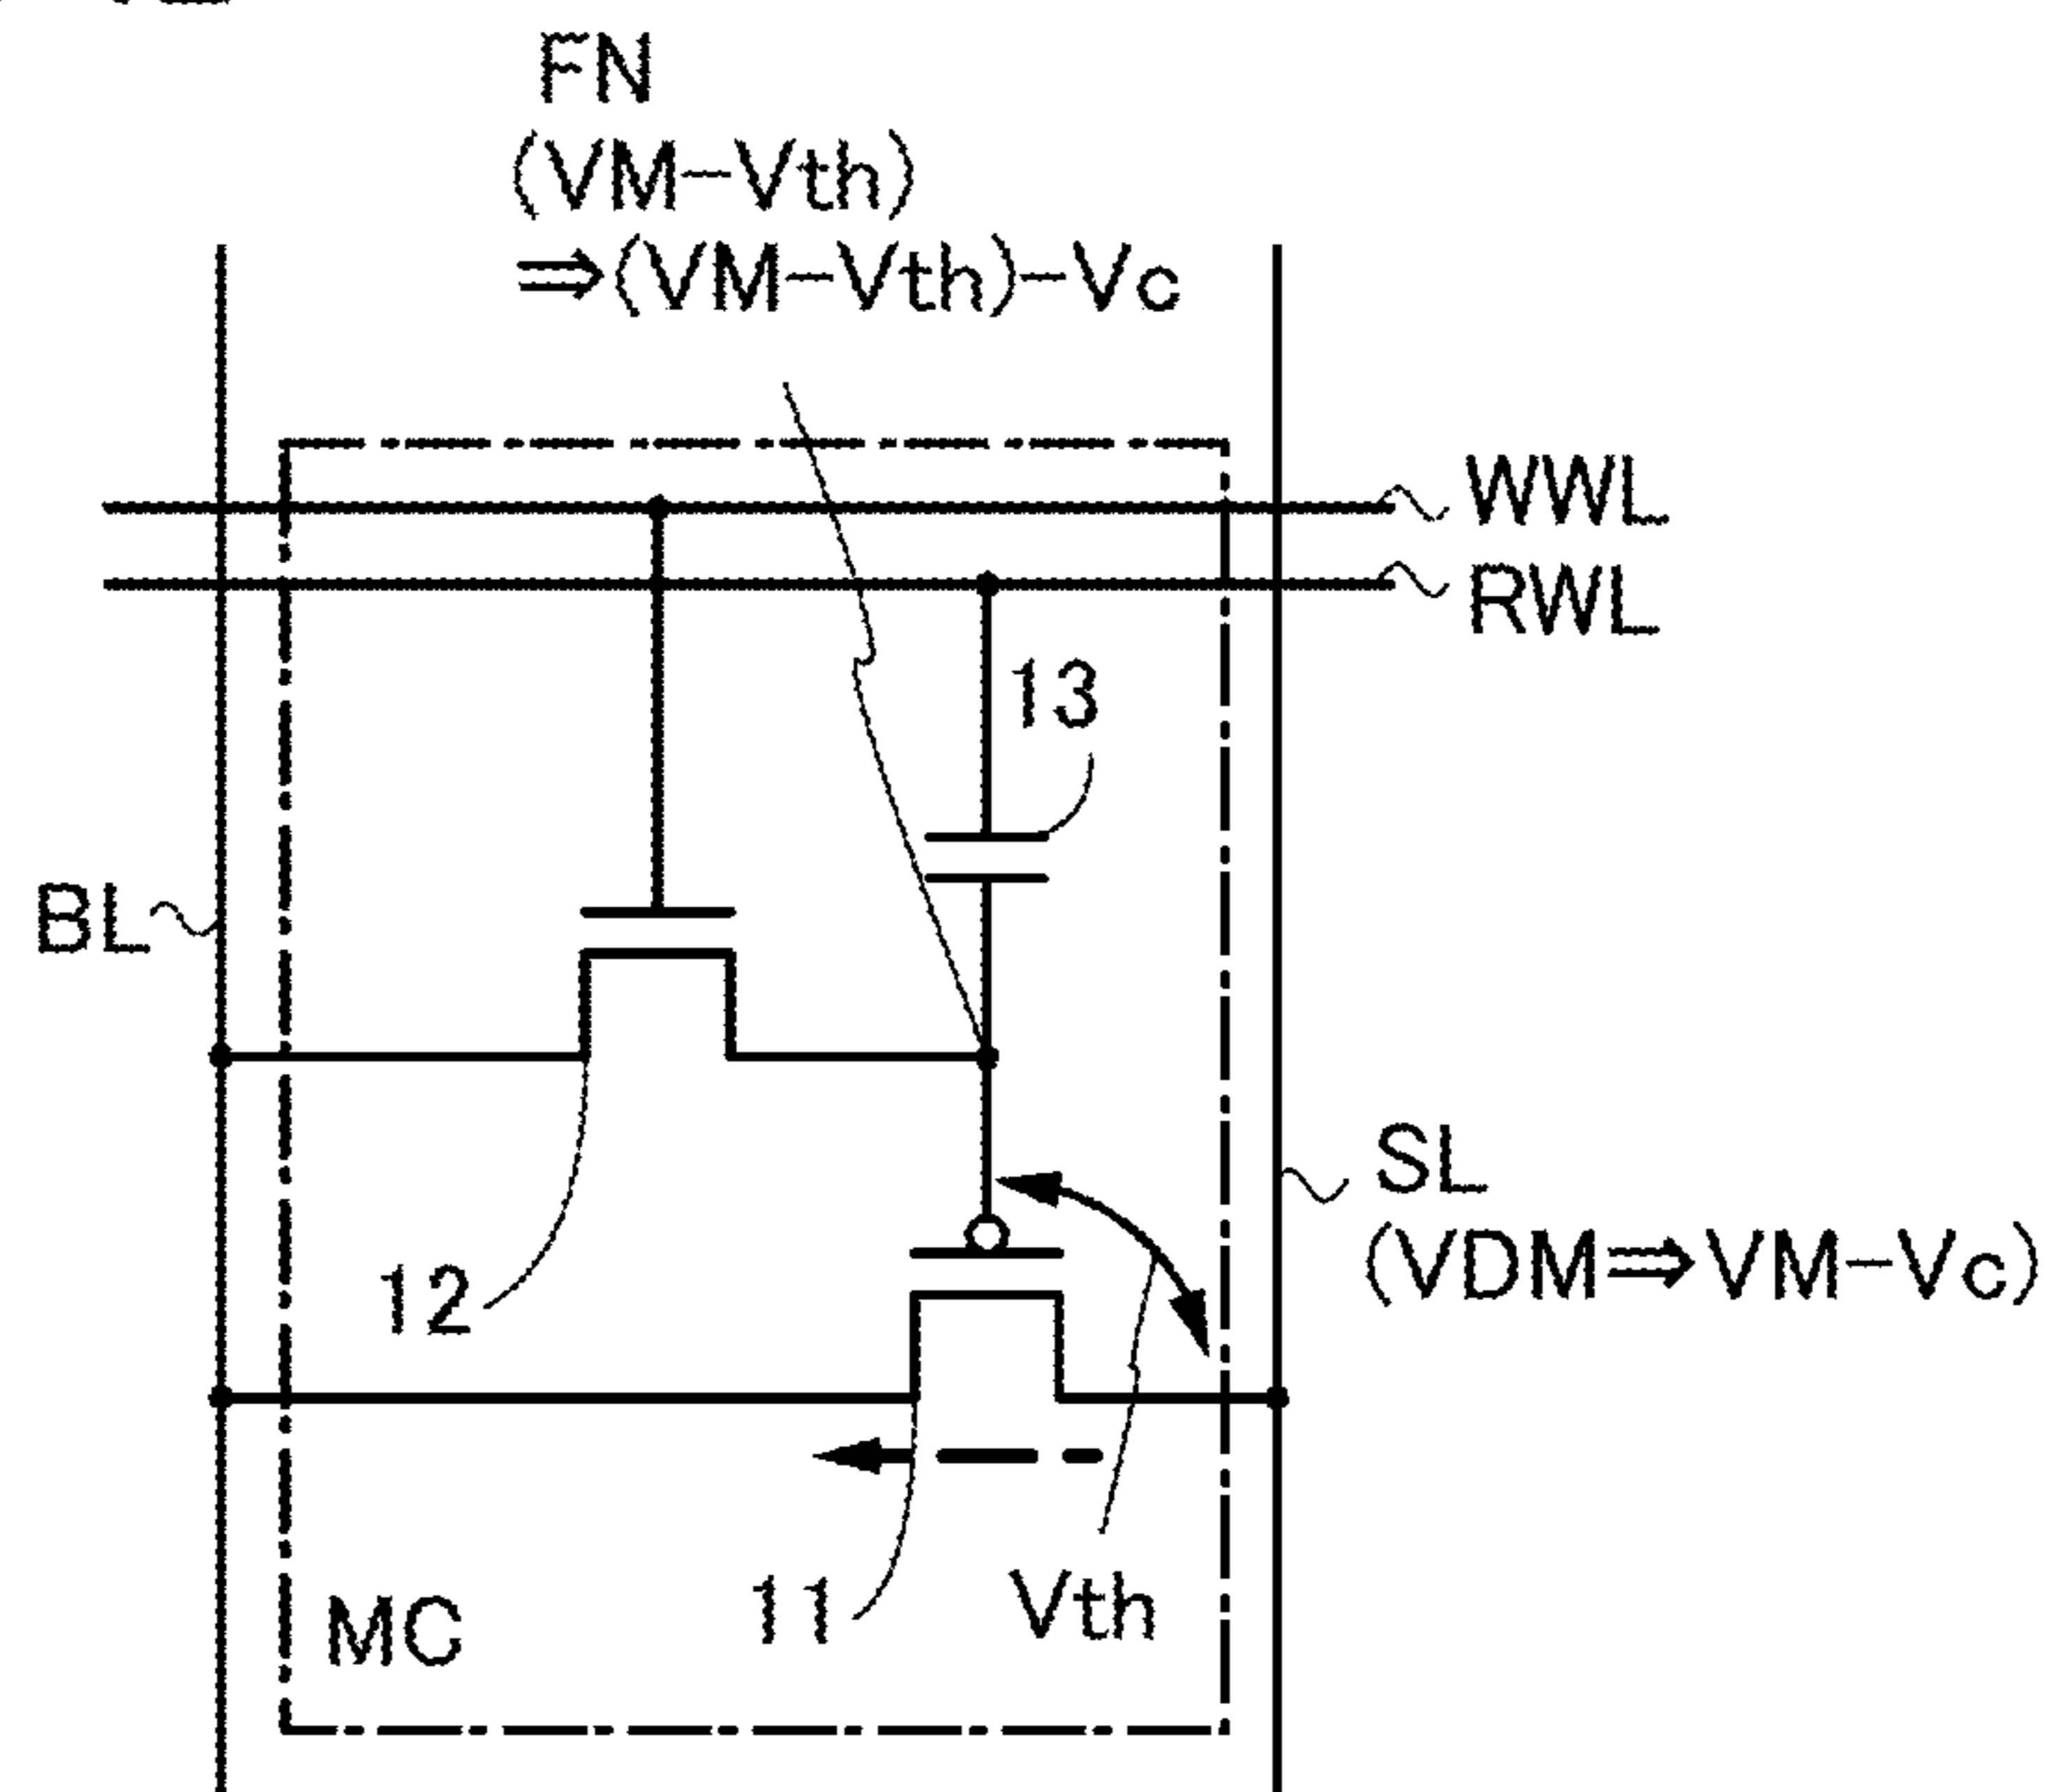 FN
(VM-Vth)
⇒(VM-Vth)-Vc
WWL
RWL
13
BL
SL
(VDM⇒VM-Vc)
12
11
Vth
MC